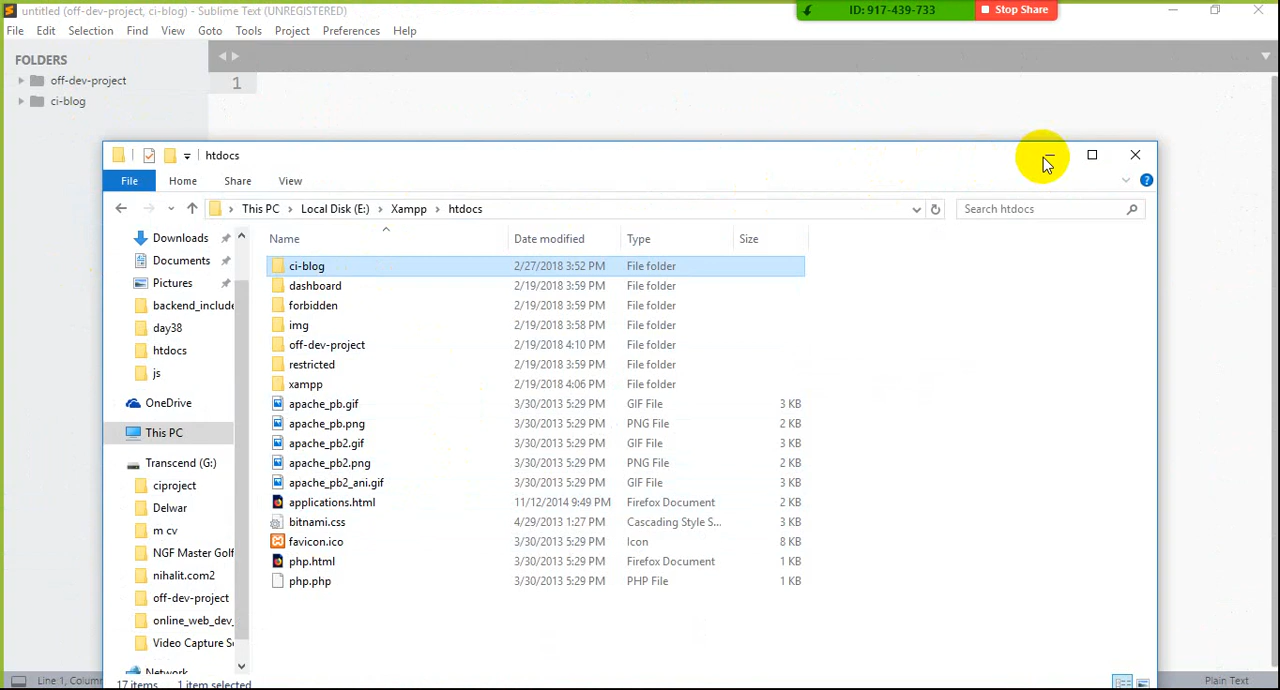 untitled (off-dev-project, ci-blog) - Sublime Text (UNREGISTERED)
ID: 917-439-733
Stop Share
File Edit Selection Find View Goto Tools Project Preferences Help
FOLDERS
off-dev-project
ci-blog
1
htdocs
File Home Share View
This PC Local Disk (E:) Xampp htdocs
Search htdocs
Name Date modified Type Size
Downloads
Documents
Pictures
backend_include
day38
htdocs
js
OneDrive
This PC
Transcend (G:)
ciproject
Delwar
m cv
NGF Master Golf
nihalit.com2
off-dev-project
online_web_dev_
Video Capture S
Network
ci-blog 2/27/2018 3:52 PM File folder
dashboard 2/19/2018 3:59 PM File folder
forbidden 2/19/2018 3:59 PM File folder
img 2/19/2018 3:58 PM File folder
off-dev-project 2/19/2018 4:10 PM File folder
restricted 2/19/2018 3:59 PM File folder
xampp 2/19/2018 4:06 PM File folder
apache_pb.gif 3/30/2013 5:29 PM GIF File 3 KB
apache_pb.png 3/30/2013 5:29 PM PNG File 2 KB
apache_pb2.gif 3/30/2013 5:29 PM GIF File 3 KB
apache_pb2.png 3/30/2013 5:29 PM PNG File 2 KB
apache_pb2_ani.gif 3/30/2013 5:29 PM GIF File 3 KB
applications.html 11/12/2014 9:49 PM Firefox Document 2 KB
bitnami.css 4/29/2013 1:27 PM Cascading Style S... 3 KB
favicon.ico 3/30/2013 5:29 PM Icon 8 KB
php.html 3/30/2013 5:29 PM Firefox Document 1 KB
php.php 3/30/2013 5:29 PM PHP File 1 KB
17 items 1 item selected
Line 1, Column
Plain Text